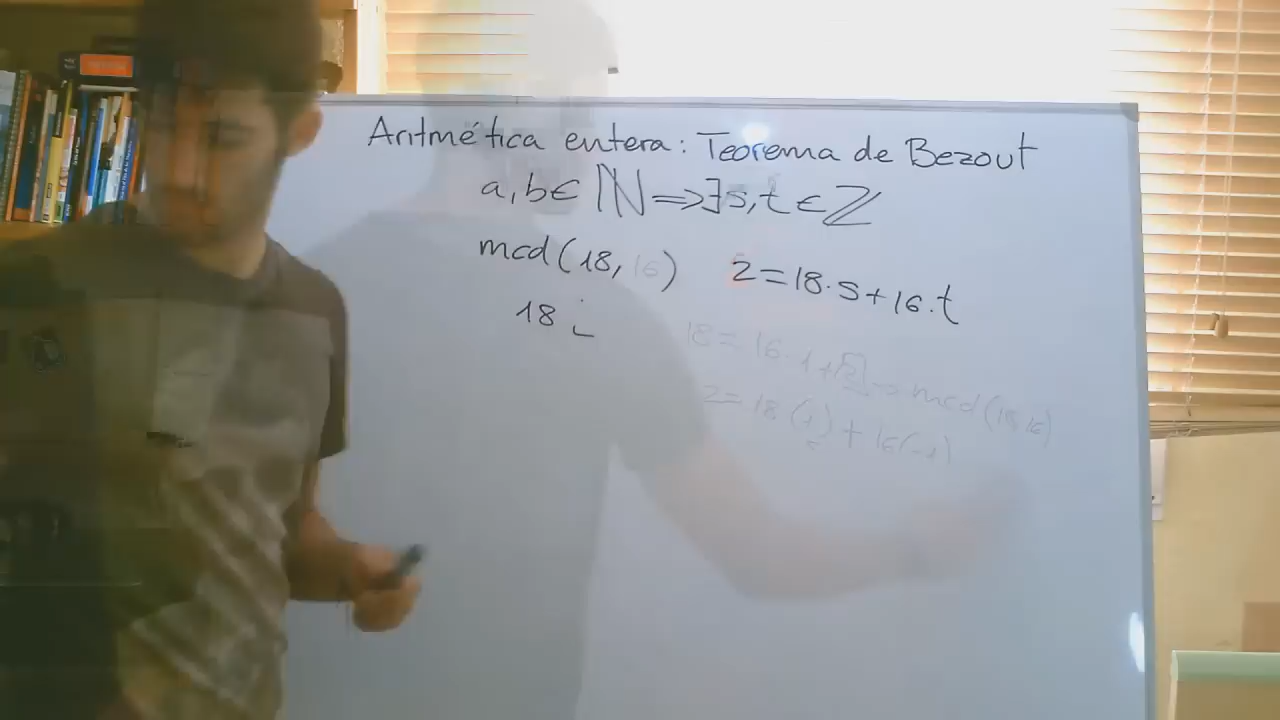 Aritmética entera: Teorema de Bezout
a, b ∈ ℕ ⇒ ∃ s, t ∈ ℤ
mcd (18, 16) 2 = 18·s + 16·t
18
18 = 16·1 + 2 → mcd (18, 16)
2 = 18 (1) + 16(-1)